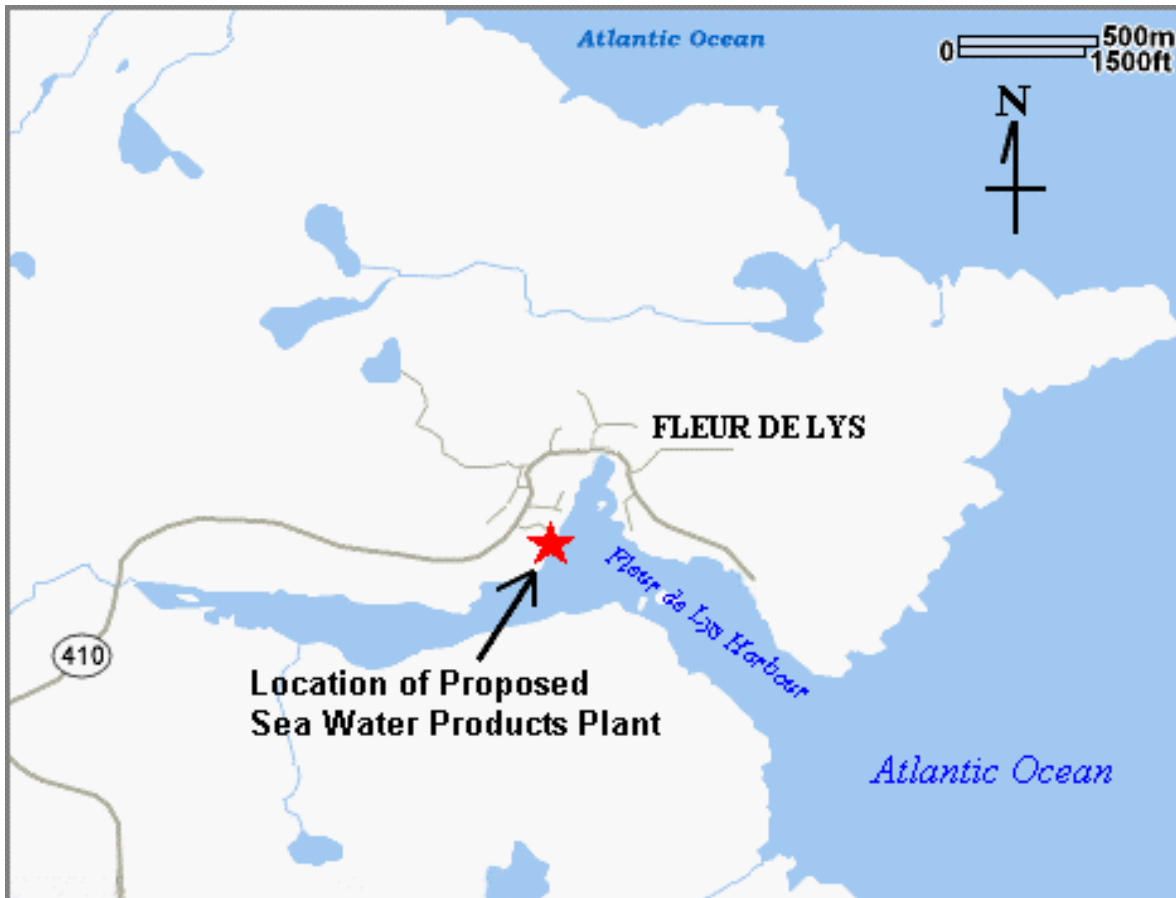 Atlantic Ocean
0 500m
1500ft
N
FLEUR DE LYS
Fleur de Lys Harbour
410
Location of Proposed
Sea Water Products Plant
Atlantic Ocean